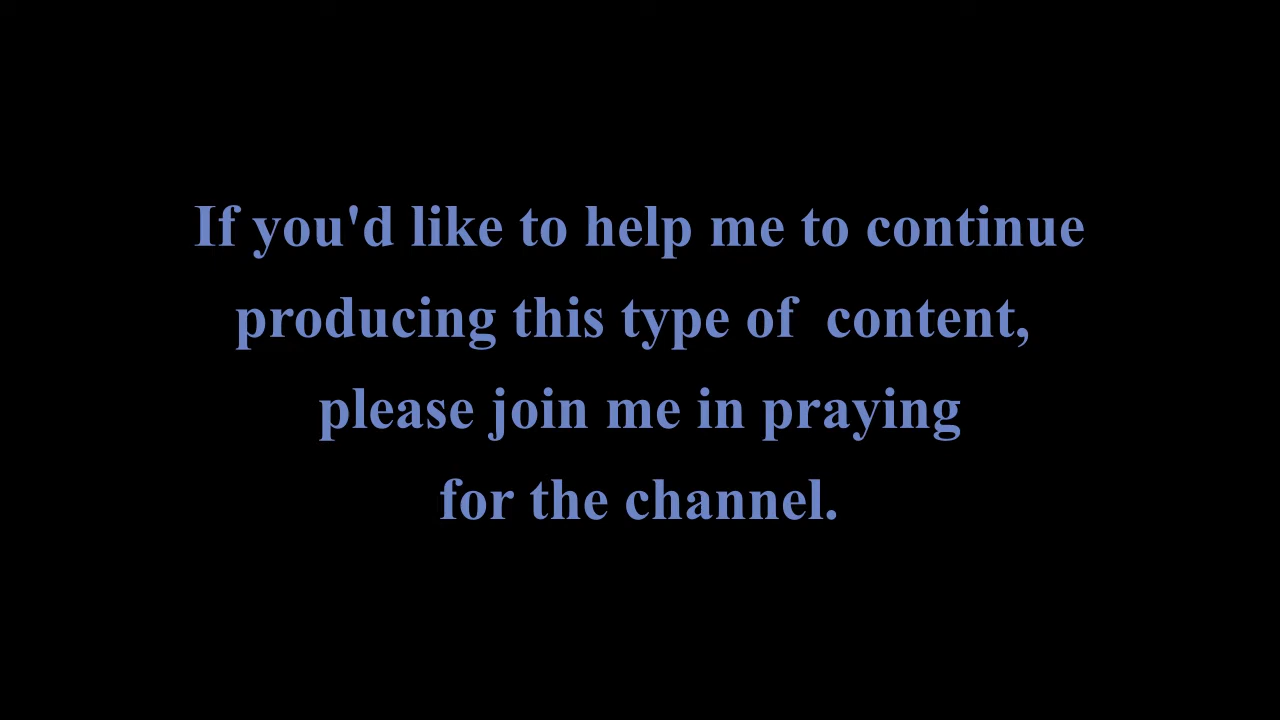 If you'd like to help me to continue
producing this type of  content,
please join me in praying
for the channel.